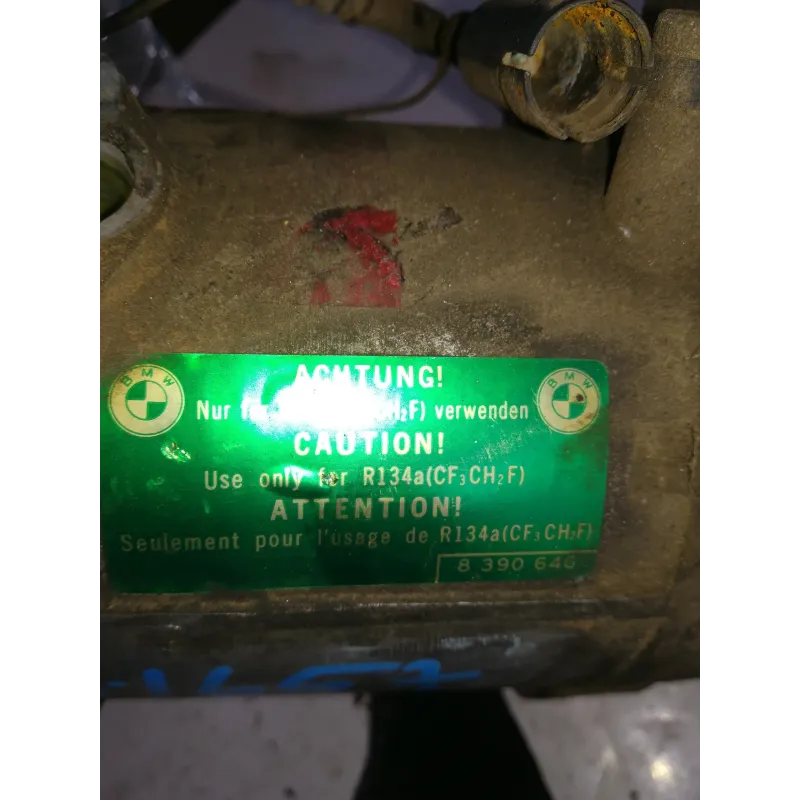 BMW
BMW
ACHTUNG!
Nur verwenden
CAUTION!
Use only for R134a(CF₃CH₂F)
ATTENTION!
Seulement pour l'usage de R134a(CF₃CH₂F)
8 390 646